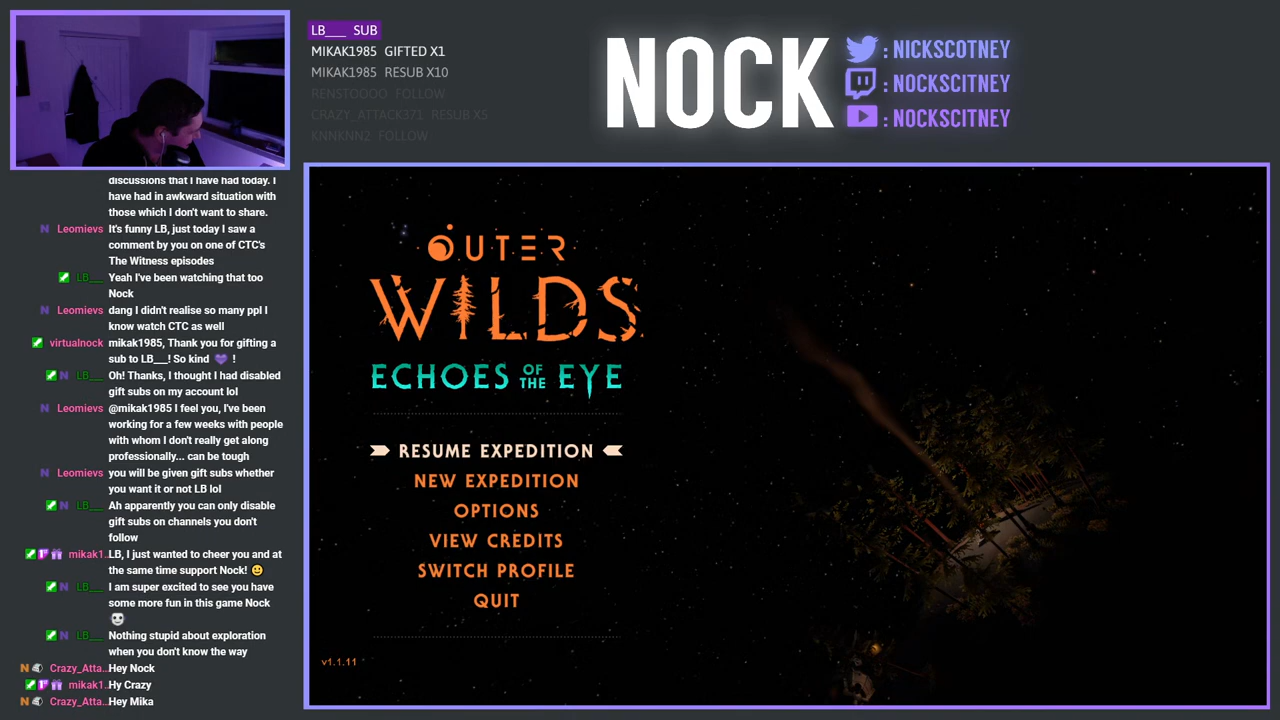 LB___ SUB
MIKAK1985 GIFTED X1
MIKAK1985 RESUB X10
RENSTOOOO FOLLOW
CRAZY_ATTACK371 RESUB X5
KNNKNN2 FOLLOW
NOCK
: NICKSCOTNEY
: NOCKSCITNEY
: NOCKSCITNEY
discussions that I have had today. I
have had in awkward situation with
those which I don't want to share.
Leomievs It's funny LB, just today I saw a
comment by you on one of CTC's
The Witness episodes
LB___ Yeah I've been watching that too
Nock
Leomievs dang I didn't realise so many ppl I
know watch CTC as well
virtualnock mikak1985, Thank you for gifting a
sub to LB___! So kind 💜 !
LB___ Oh! Thanks, I thought I had disabled
gift subs on my account lol
Leomievs @mikak1985 I feel you, I've been
working for a few weeks with people
with whom I don't really get along
professionally... can be tough
Leomievs you will be given gift subs whether
you want it or not LB lol
LB___ Ah apparently you can only disable
gift subs on channels you don't
follow
mikak1.. LB, I just wanted to cheer you and at
the same time support Nock! 🙂
LB___ I am super excited to see you have
some more fun in this game Nock
LB___ Nothing stupid about exploration
when you don't know the way
Crazy_Atta.. Hey Nock
mikak1.. Hy Crazy
Crazy_Atta.. Hey Mika
OUTER
WILDS
ECHOES OF THE EYE
RESUME EXPEDITION
NEW EXPEDITION
OPTIONS
VIEW CREDITS
SWITCH PROFILE
QUIT
v1.1.11